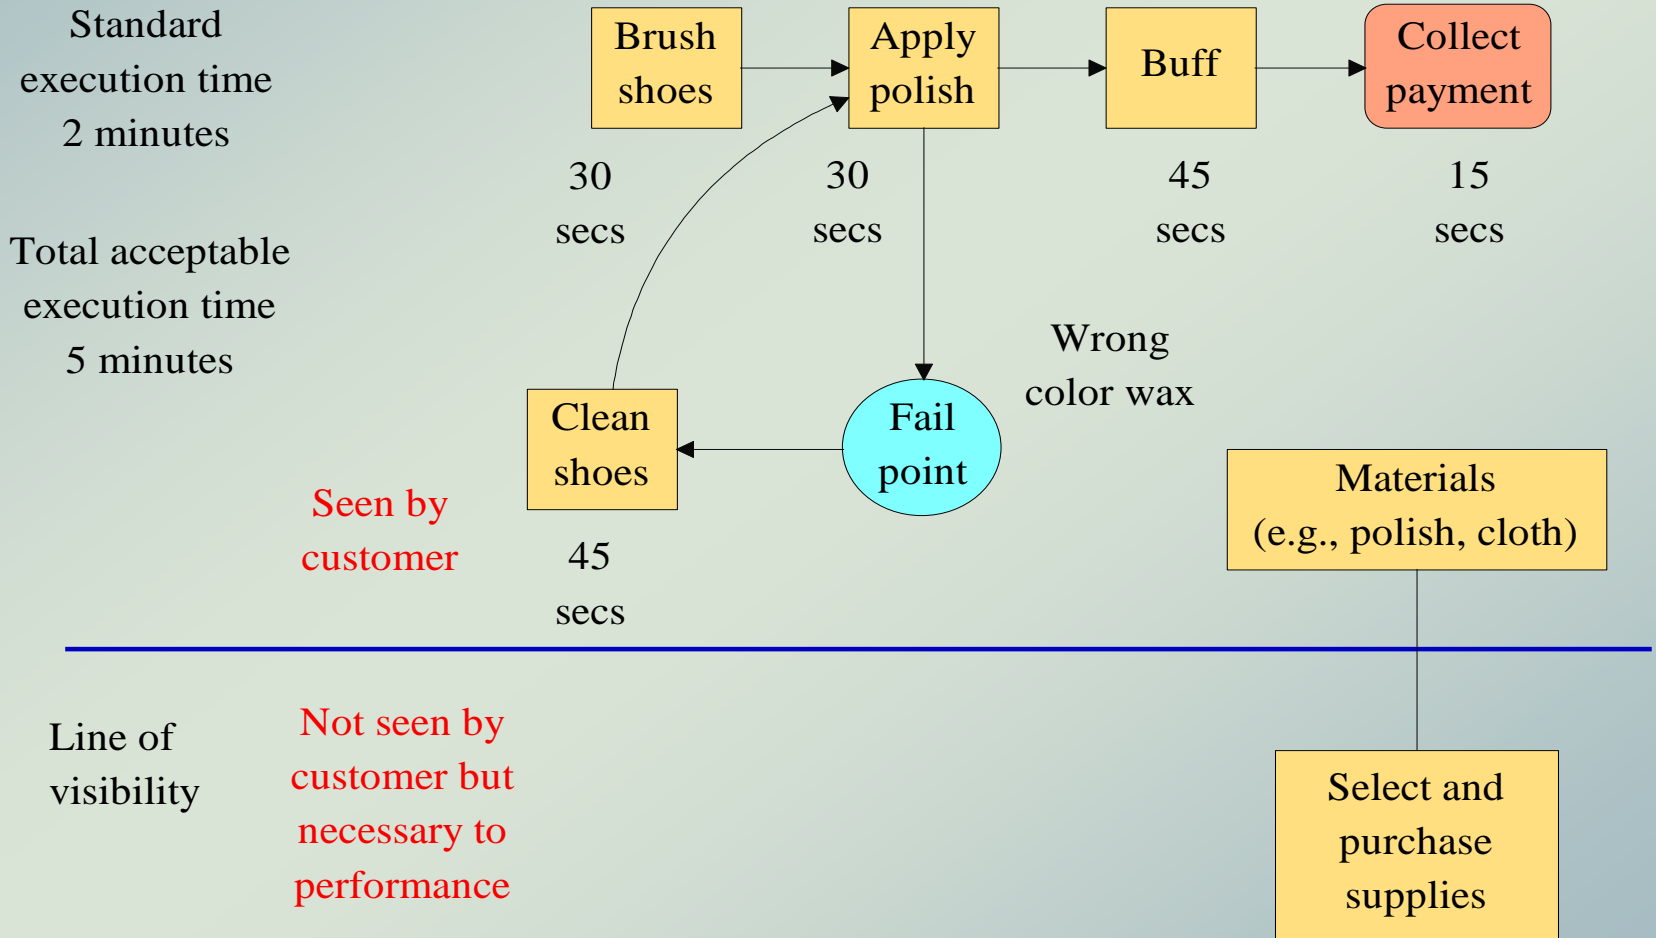 Standard
execution time
2 minutes
Brush
shoes
Apply
polish
Buff
Collect
payment
30
secs
30
secs
45
secs
15
secs
Total acceptable
execution time
5 minutes
Wrong
color wax
Clean
shoes
Fail
point
Materials
(e.g., polish, cloth)
Seen by
customer
45
secs
Line of
visibility
Not seen by
customer but
necessary to
performance
Select and
purchase
supplies